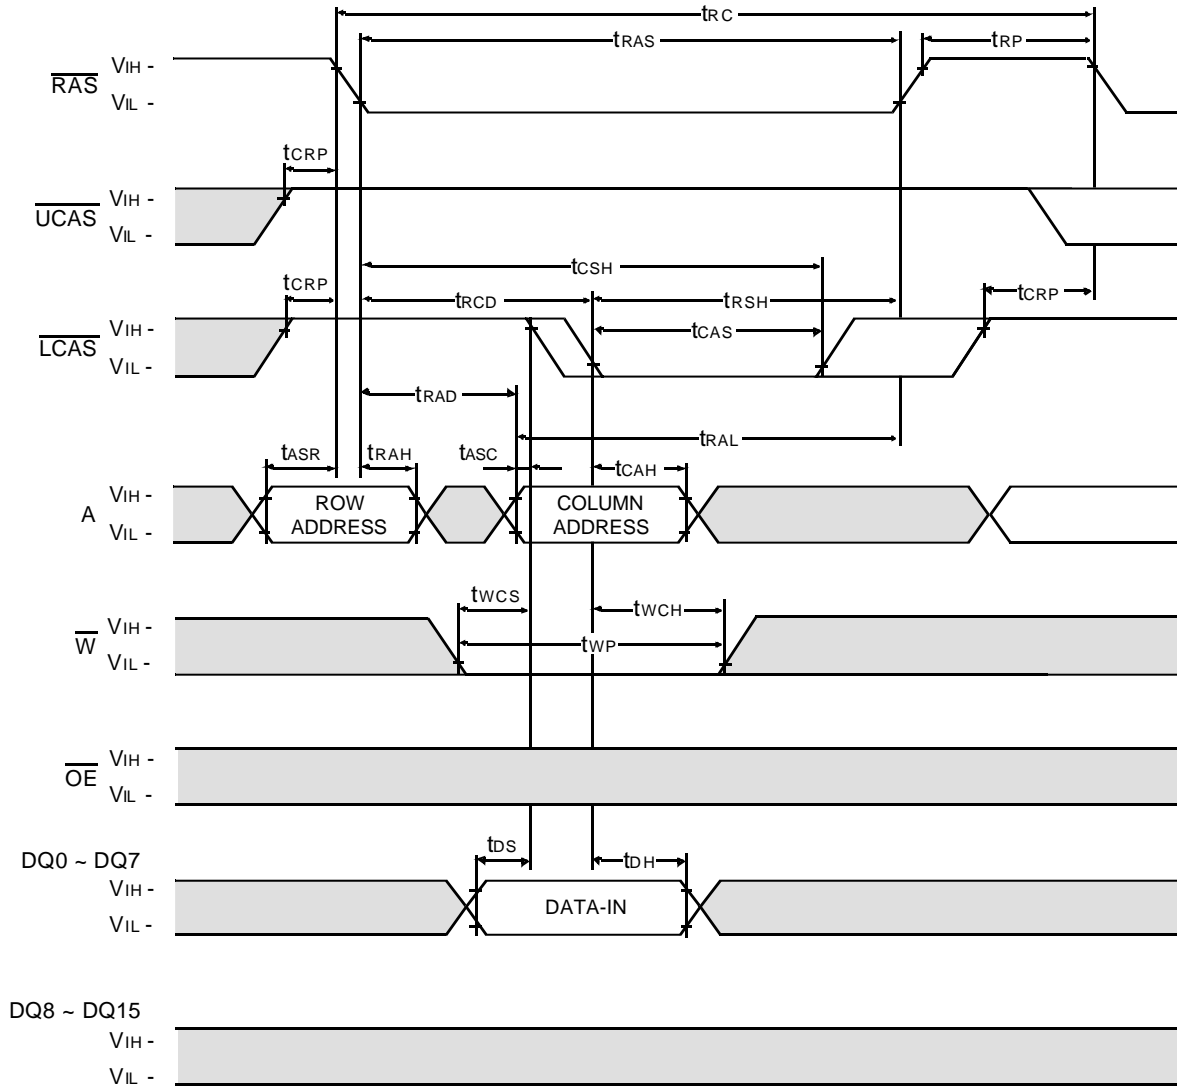 tRC
tRAS
tRP
RAS
VIH -
VIL -
tCRP
UCAS
VIH -
VIL -
tCSH
tCRP
tRCD
tRSH
tCRP
LCAS
VIH -
VIL -
tCAS
tRAD
tRAL
tASR
tRAH
tASC
tCAH
A
VIH -
VIL -
ROW
ADDRESS
COLUMN
ADDRESS
tWCS
tWCH
W
VIH -
VIL -
tWP
OE
VIH -
VIL -
tDS
tDH
DQ0 ~ DQ7
VIH -
VIL -
DATA-IN
DQ8 ~ DQ15
VIH -
VIL -